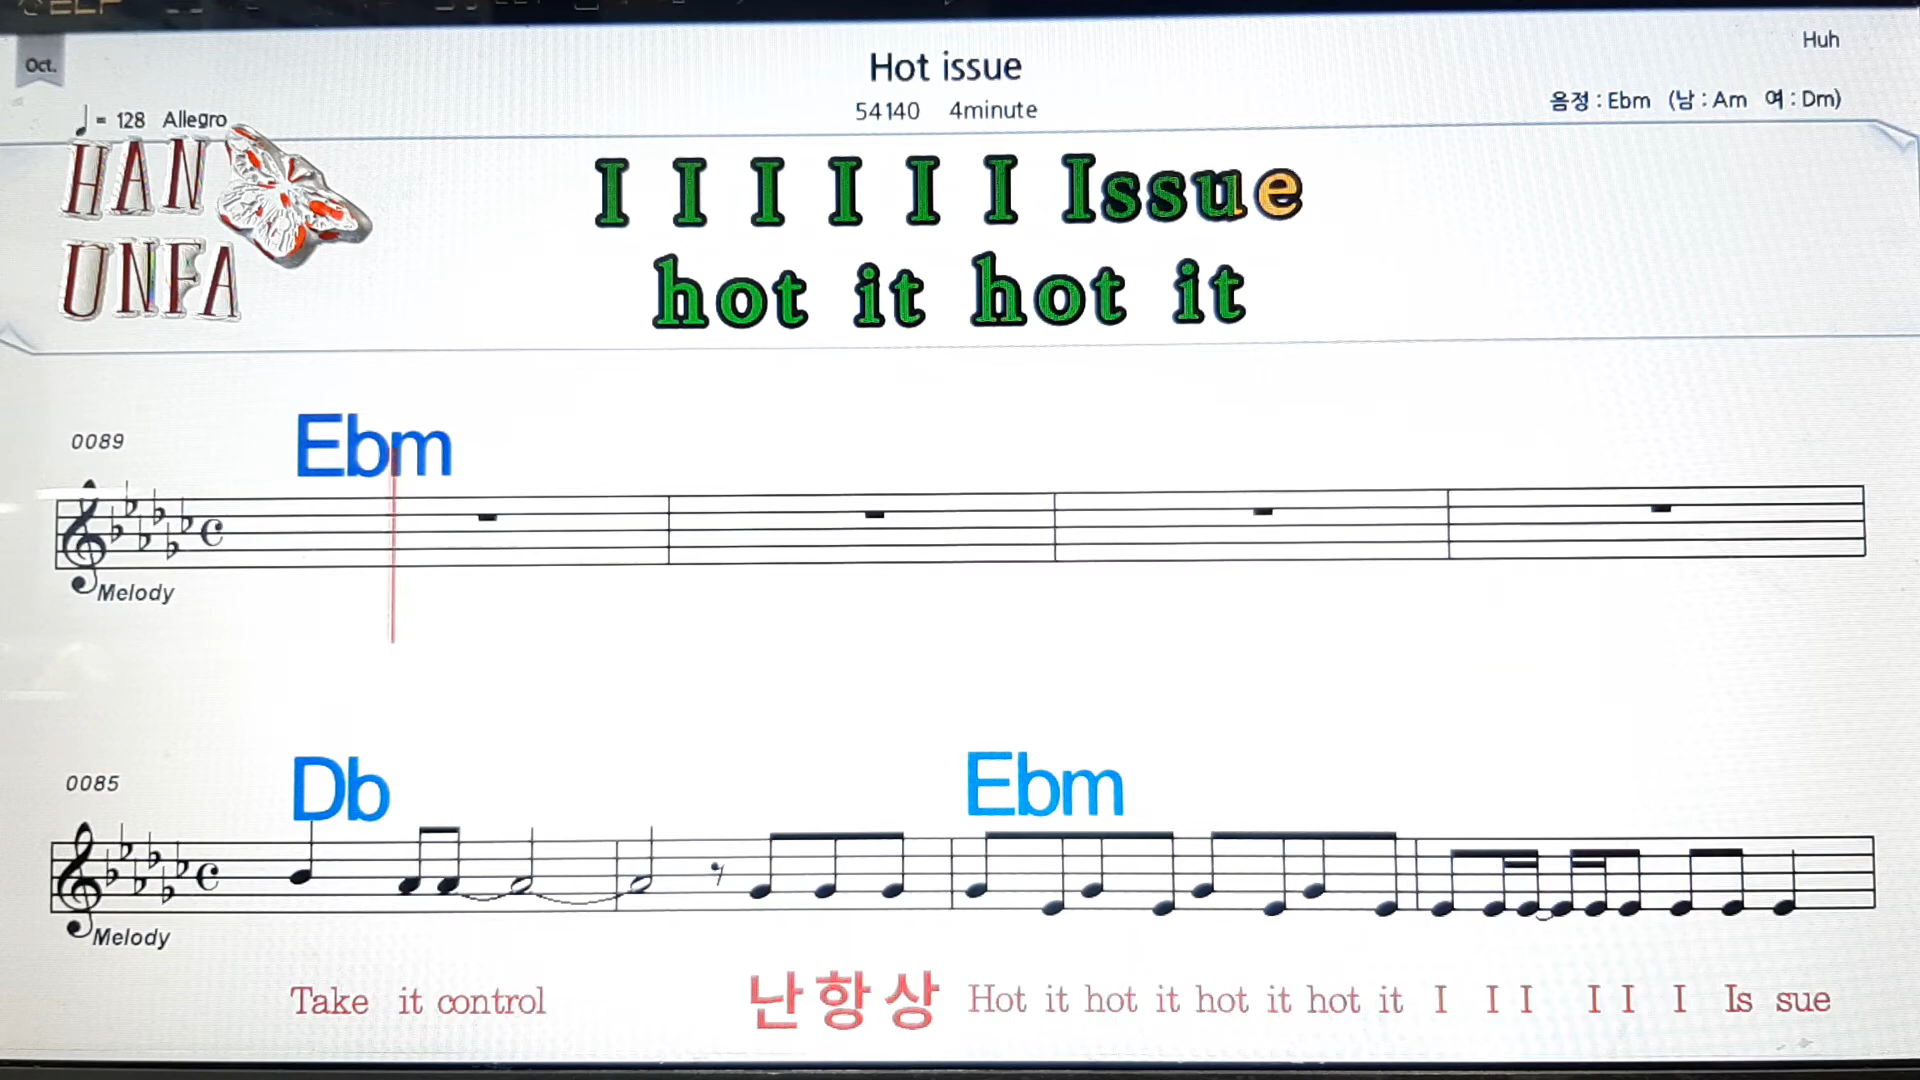 Huh
Oct.
Hot issue
54140 4minute
음정 : Ebm (남 : Am 여 : Dm)
= 128 Allegro
HAN
UNFA
I I I I I I Issue
hot it hot it
0089
Ebm
Melody
0085
Db Ebm
Melody
Take it control 난 항 상 Hot it hot it hot it hot it I I I I I I Is sue